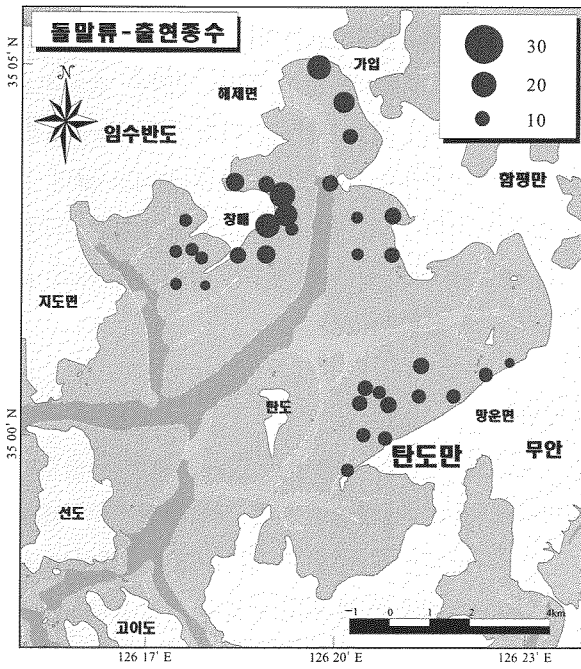 돌말류-출현종수
30
20
10
35 05' N
N
가입
해제면
임수반도
함평만
장매
지도면
탄도
망운면
35 00' N
탄도만
무안
선도
고이도
-1 0 1 2 4km
126 17' E 126 20' E 126 23' E